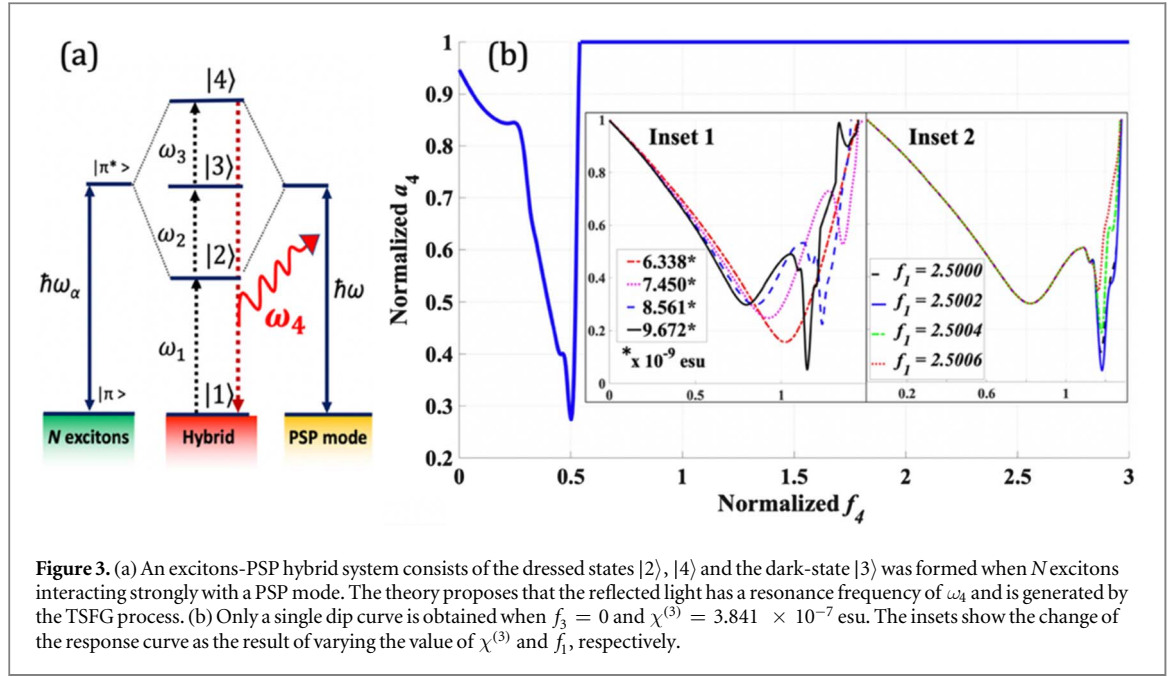 (a)
|4⟩
ω3
|π* >
|3⟩
ω2
|2⟩
ħωα
ħω
ω4
ω1
|π >
|1⟩
N excitons
Hybrid
PSP mode
(b)
Normalized a4
1
0.9
0.8
0.7
0.6
0.5
0.4
0.3
0.2
0
0.5
1
1.5
2
2.5
3
Normalized f4
Inset 1
1
0.8
0.6
0.4
0.2
0
0
0.5
1
6.338*
7.450*
8.561*
9.672*
*x 10-9 esu
Inset 2
f1 = 2.5000
f1 = 2.5002
f1 = 2.5004
f1 = 2.5006
0.2
0.6
1
Figure 3. (a) An excitons-PSP hybrid system consists of the dressed states |2⟩, |4⟩ and the dark-state |3⟩ was formed when N excitons
interacting strongly with a PSP mode. The theory proposes that the reflected light has a resonance frequency of ω4 and is generated by
the TSFG process. (b) Only a single dip curve is obtained when f3 = 0 and χ(3) = 3.841 × 10−7 esu. The insets show the change of
the response curve as the result of varying the value of χ(3) and f1, respectively.